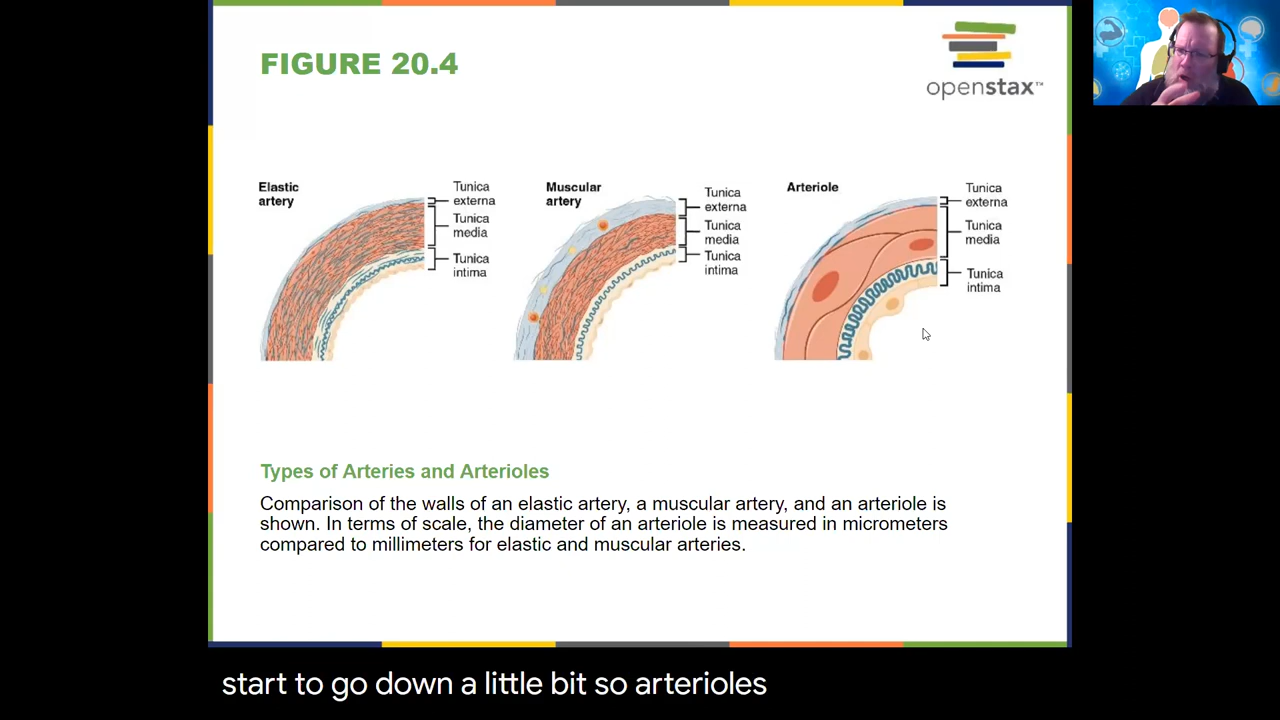 FIGURE 20.4
openstax™
Elastic
artery
Tunica
externa
Tunica
media
Tunica
intima
Muscular
artery
Tunica
externa
Tunica
media
Tunica
intima
Arteriole
Tunica
externa
Tunica
media
Tunica
intima
Types of Arteries and Arterioles
Comparison of the walls of an elastic artery, a muscular artery, and an arteriole is
shown. In terms of scale, the diameter of an arteriole is measured in micrometers
compared to millimeters for elastic and muscular arteries.
start to go down a little bit so arterioles